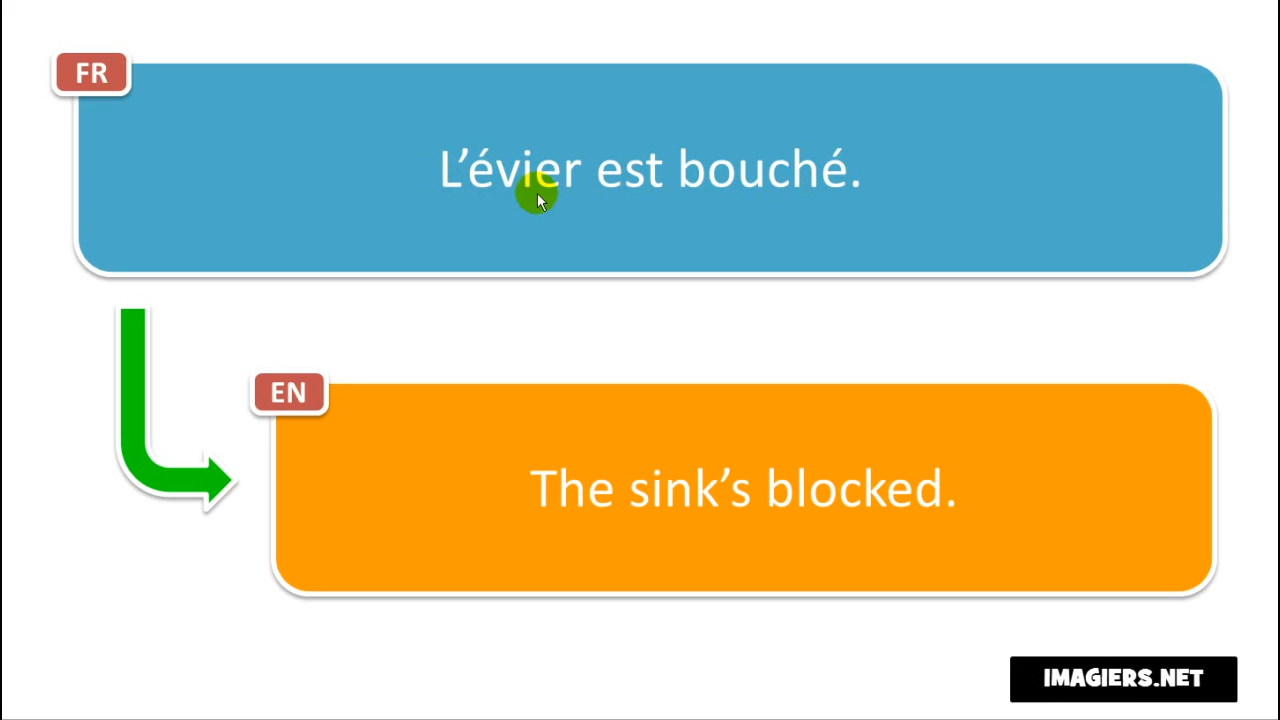 FR
L’évier est bouché.
EN
The sink’s blocked.
IMAGIERS.NET